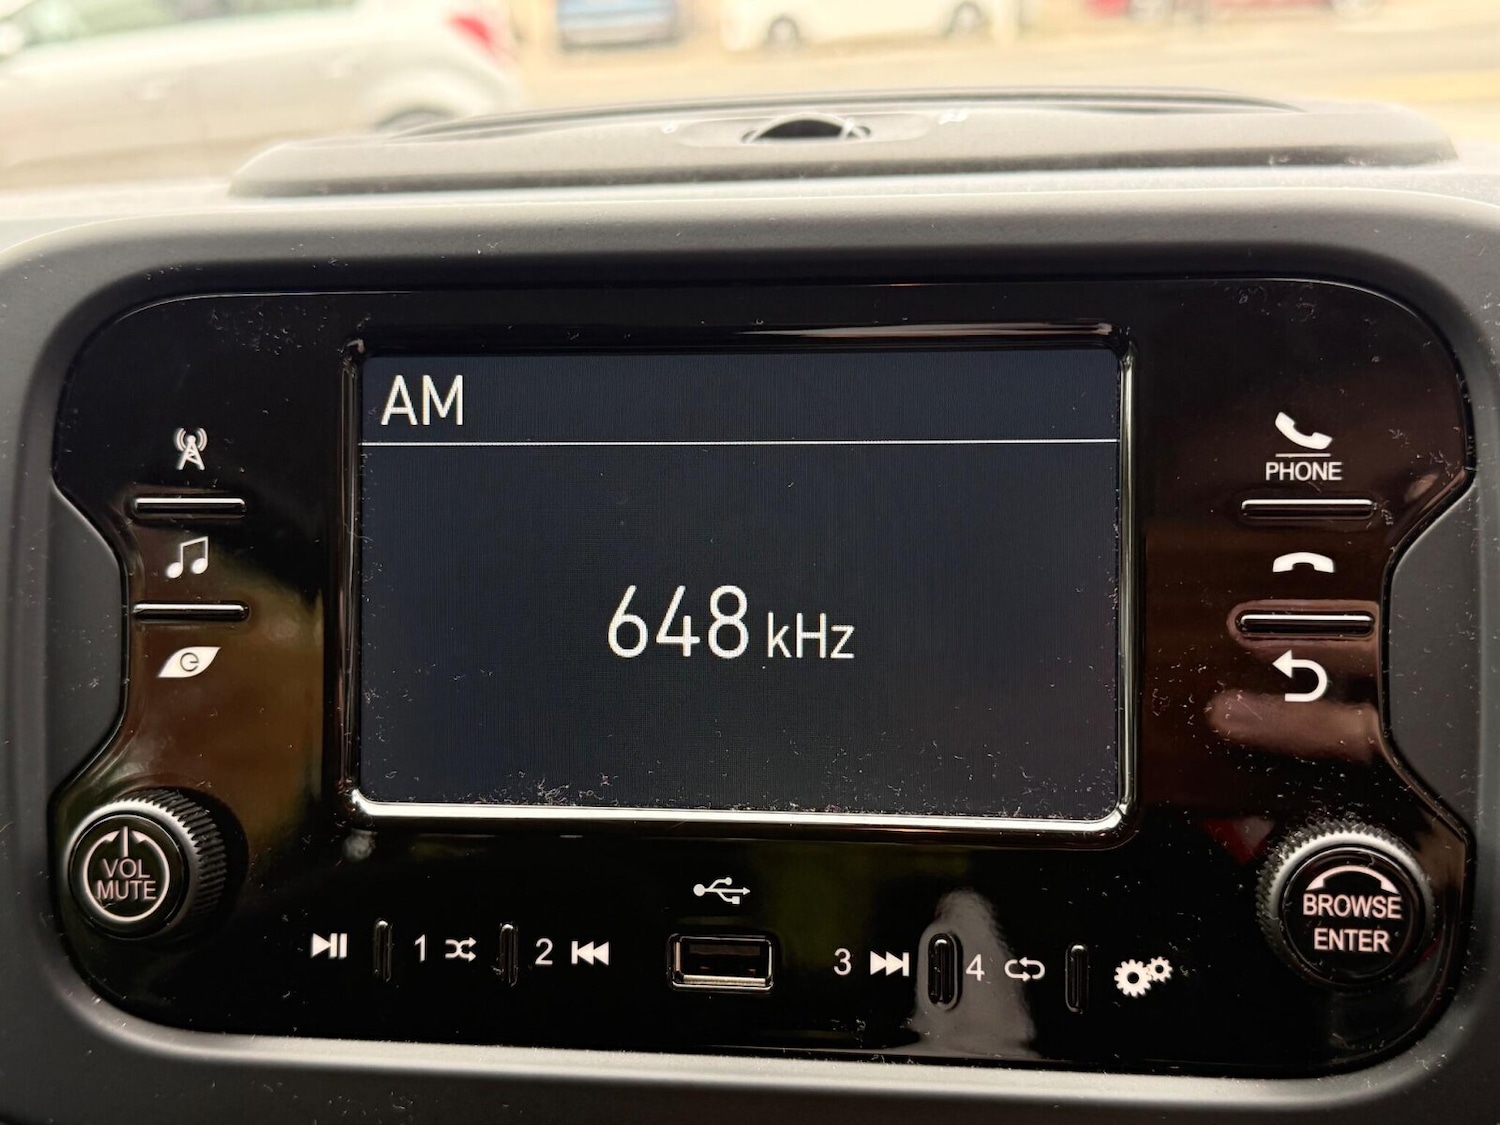 AM
648 kHz
PHONE
VOL
MUTE
1
2
3
4
BROWSE
ENTER